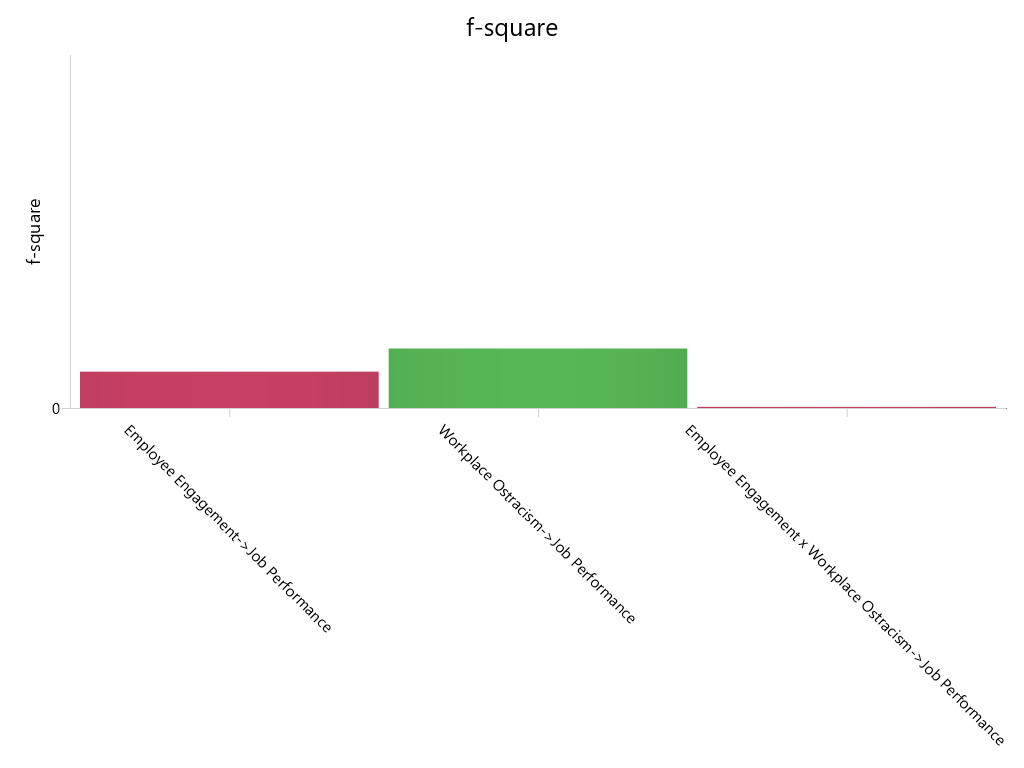 f-square
f-square
0
Employee Engagement->Job Performance
Workplace Ostracism->Job Performance
Employee Engagement x Workplace Ostracism->Job Performance